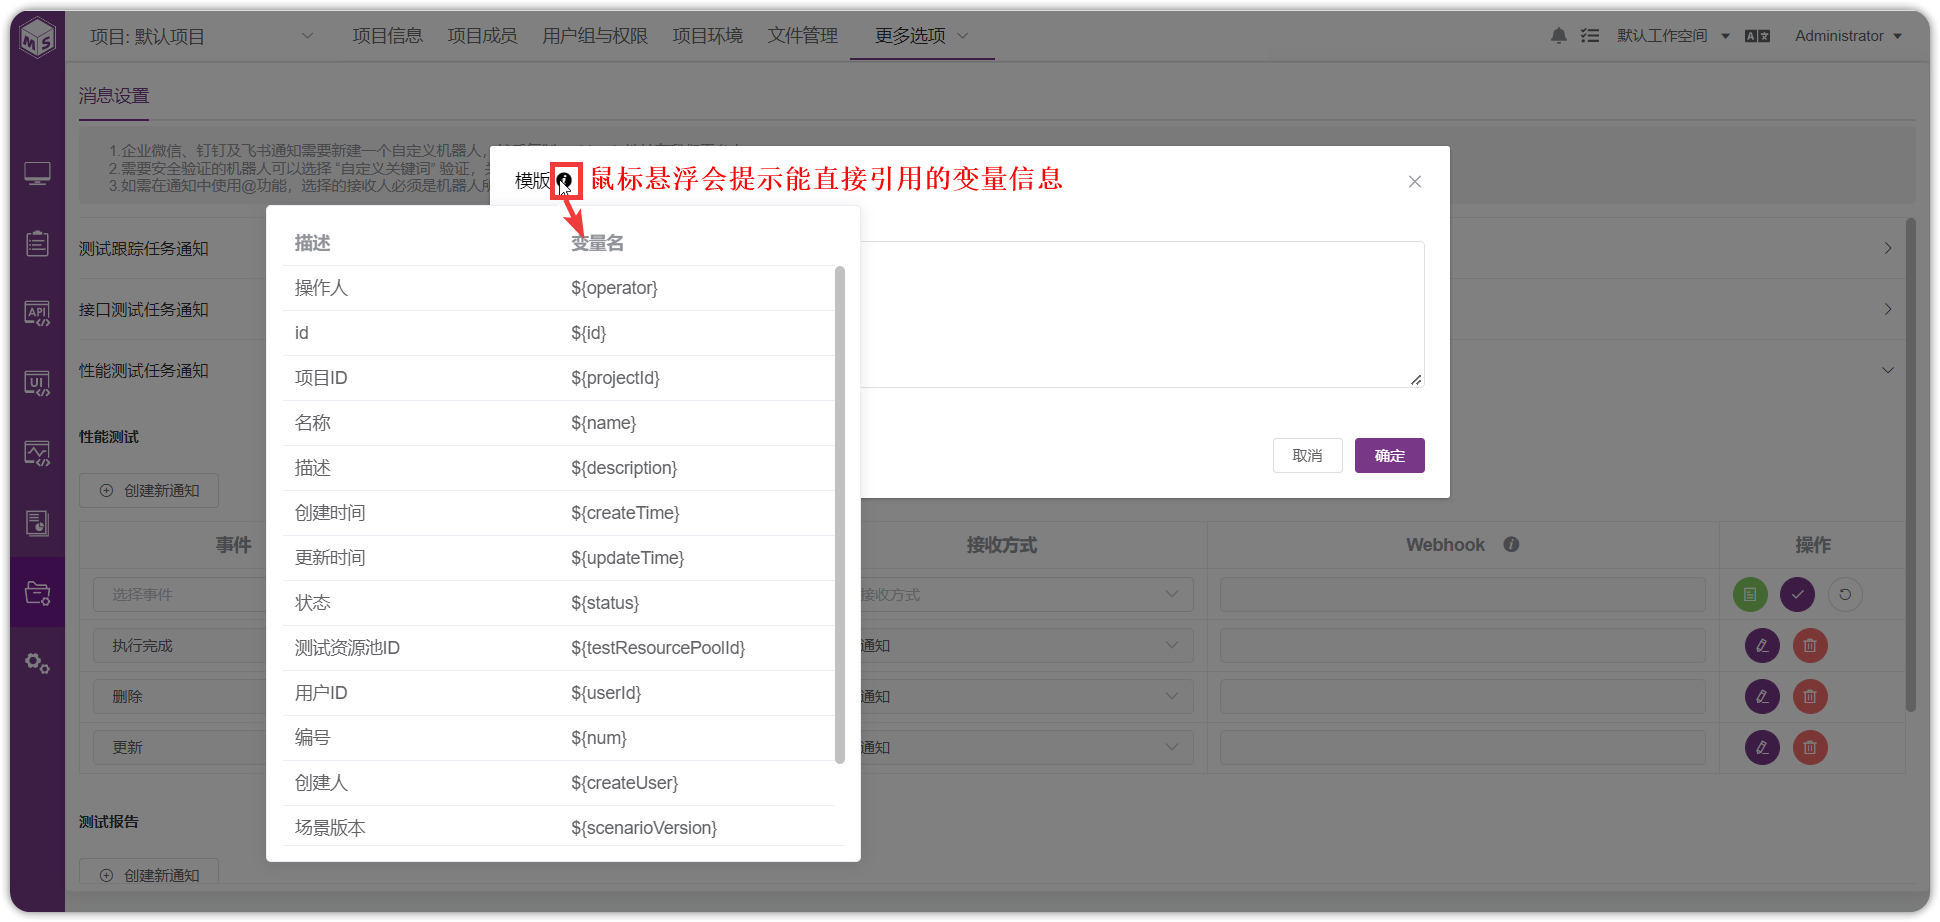 项目: 默认项目
项目信息
项目成员
用户组与权限
项目环境
文件管理
更多选项
默认工作空间
Administrator
消息设置
1.企业微信、钉钉及飞书通知需要新建一个自定义机器人，
2.需要安全验证的机器人可以选择 “自定义关键词” 验证，
3.如需在通知中使用@功能，选择的接收人必须是机器人所
模版
鼠标悬浮会提示能直接引用的变量信息
描述 变量名
操作人 ${operator}
id ${id}
项目ID ${projectId}
名称 ${name}
描述 ${description}
创建时间 ${createTime}
更新时间 ${updateTime}
状态 ${status}
测试资源池ID ${testResourcePoolId}
用户ID ${userId}
编号 ${num}
创建人 ${createUser}
场景版本 ${scenarioVersion}
取消
确定
API
UI
测试跟踪任务通知
接口测试任务通知
性能测试任务通知
性能测试
创建新通知
事件 接收方式 Webhook 操作
选择事件 接收方式
执行完成 通知
删除 通知
更新 通知
测试报告
创建新通知